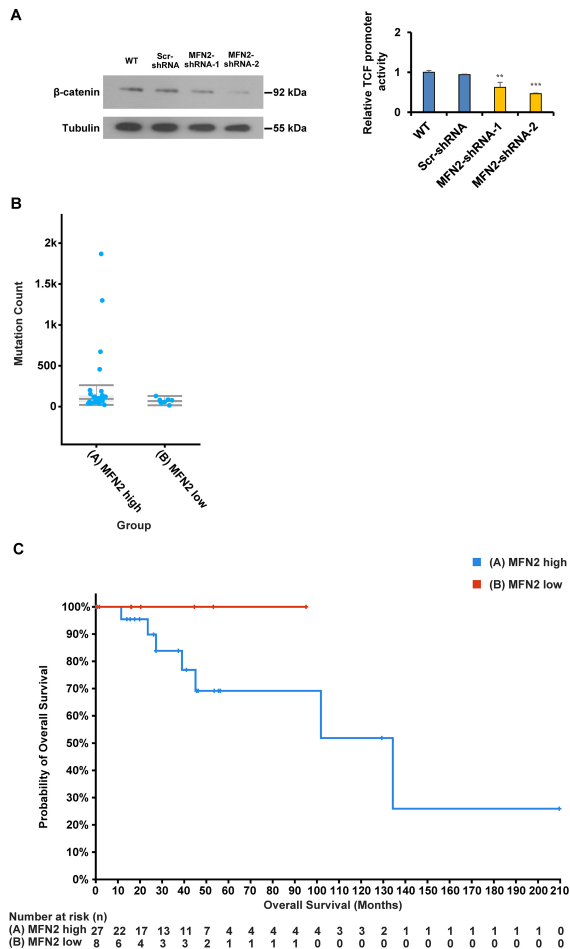 A
WT
Scr-
shRNA
MFN2-
shRNA-1
MFN2-
shRNA-2
β-catenin
92 kDa
Tubulin
55 kDa
Relative TCF promoter
activity
2
1
0
**
***
WT
Scr-shRNA
MFN2-shRNA-1
MFN2-shRNA-2
B
Mutation Count
2k
1.5k
1k
500
0
(A) MFN2 high
(B) MFN2 low
Group
C
(A) MFN2 high
(B) MFN2 low
Probability of Overall Survival
100%
90%
80%
70%
60%
50%
40%
30%
20%
10%
0%
0 10 20 30 40 50 60 70 80 90 100 110 120 130 140 150 160 170 180 190 200 210
Overall Survival (Months)
Number at risk (n)
(A) MFN2 high 27 22 17 13 11 7 4 4 4 4 4 3 3 2 1 1 1 1 1 1 1 0
(B) MFN2 low 8 6 4 3 3 2 1 1 1 1 0 0 0 0 0 0 0 0 0 0 0 0